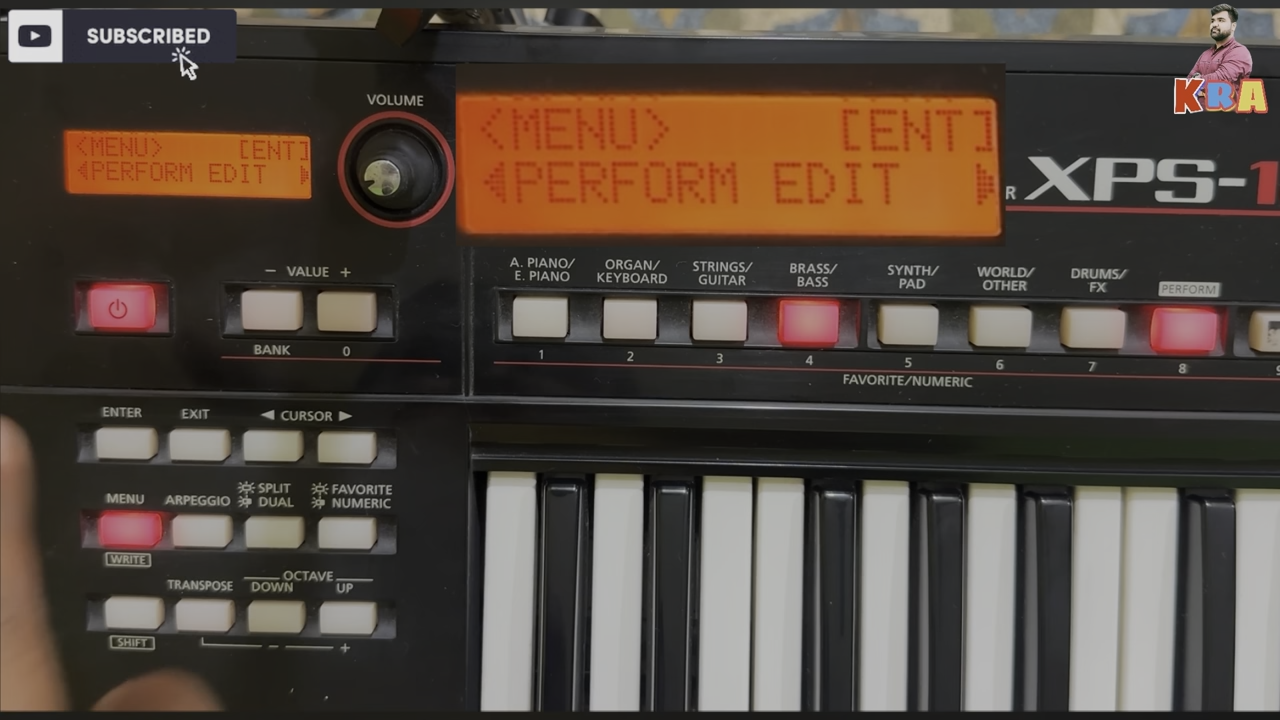 SUBSCRIBED
KRA
VOLUME
<MENU> [ENT]
PERFORM EDIT
<MENU> [ENT]
PERFORM EDIT
R XPS-1
− VALUE +
BANK 0
A. PIANO/
E. PIANO
ORGAN/
KEYBOARD
STRINGS/
GUITAR
BRASS/
BASS
SYNTH/
PAD
WORLD/
OTHER
DRUMS/
FX
PERFORM
1 2 3 4 5 6 7 8 9
FAVORITE/NUMERIC
ENTER EXIT ◀ CURSOR ▶
MENU ARPEGGIO
SPLIT
DUAL
FAVORITE
NUMERIC
WRITE
OCTAVE
TRANSPOSE DOWN UP
SHIFT − +